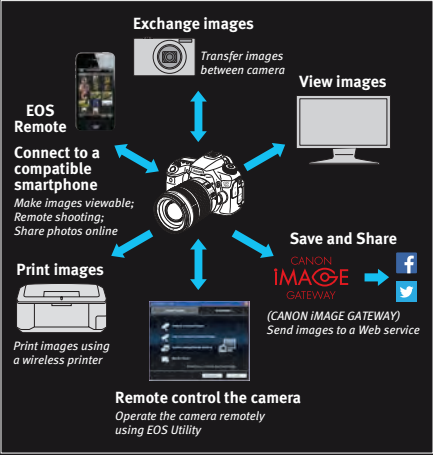 Exchange images
Transfer images
between camera
View images
EOS
Remote
Connect to a
compatible
smartphone
Make images viewable;
Remote shooting;
Share photos online
Save and Share
CANON
iMAGE
GATEWAY
(CANON iMAGE GATEWAY)
Send images to a Web service
Print images
Print images using
a wireless printer
Remote control the camera
Operate the camera remotely
using EOS Utility